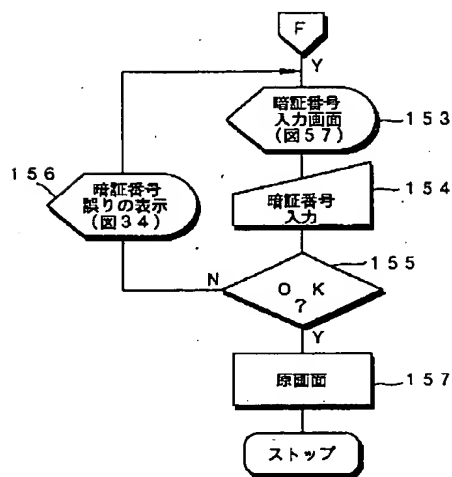 F
Y
暗証番号
入力画面
(図57)
153
156
暗証番号
誤りの表示
(図34)
154
暗証番号
入力
155
N
O K
?
Y
原画面
157
ストップ